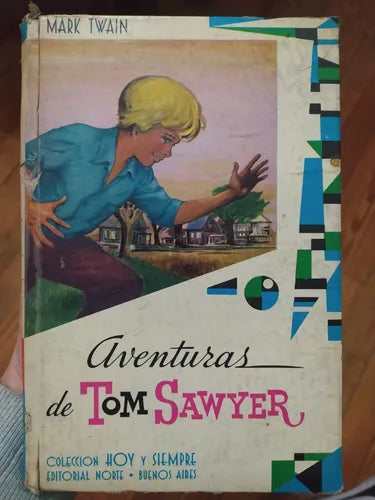 MARK TWAIN
Aventuras
de TOM SAWYER
COLECCION HOY Y SIEMPRE
EDITORIAL NORTE - BUENOS AIRES